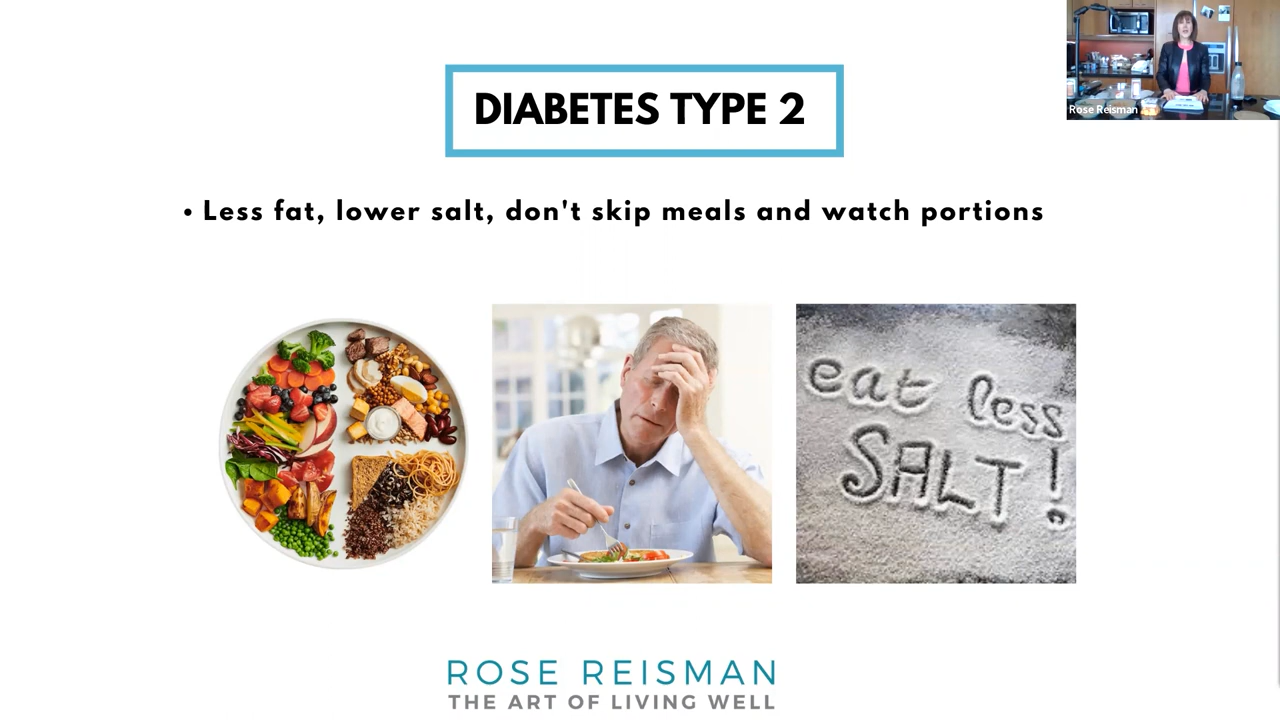 Rose Reisman
DIABETES TYPE 2
• Less fat, lower salt, don't skip meals and watch portions
eat less
SALT!
ROSE REISMAN
THE ART OF LIVING WELL